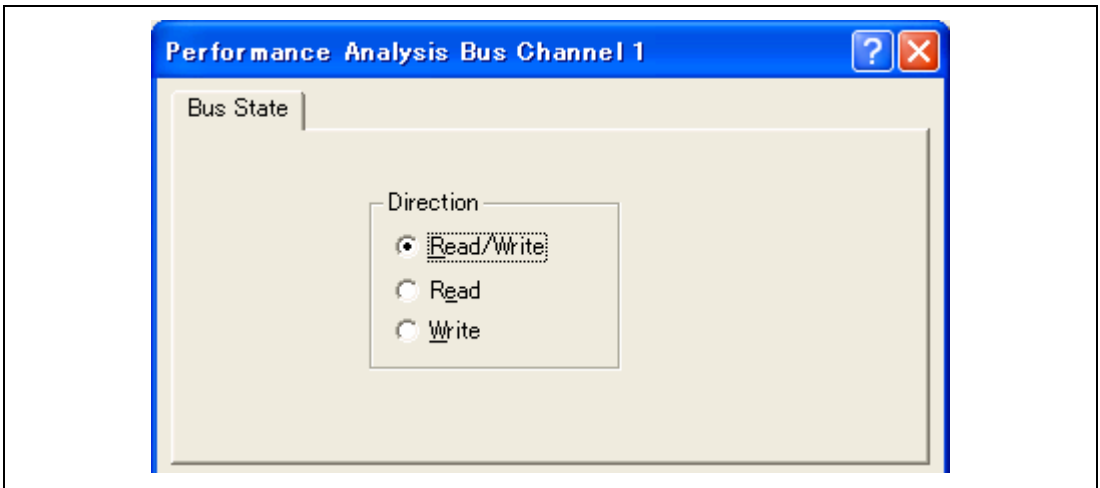 Performance Analysis Bus Channel 1
Bus State
Direction
Read/Write
Read
Write